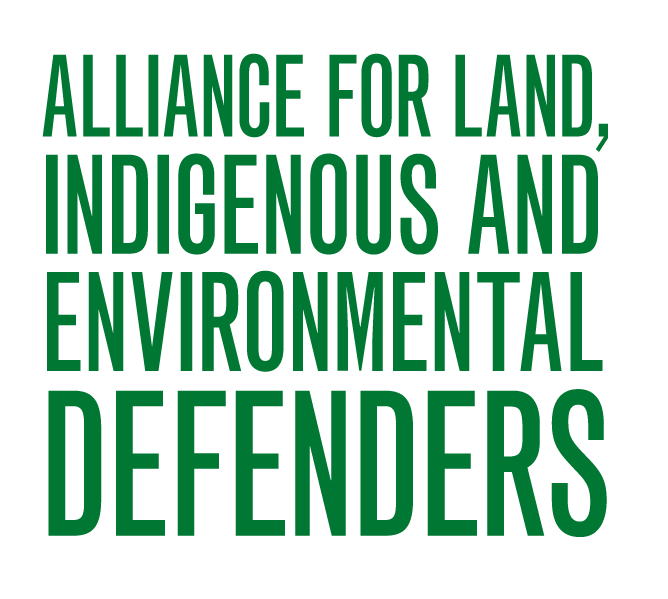 ALLIANCE FOR LAND,
INDIGENOUS AND
ENVIRONMENTAL
DEFENDERS